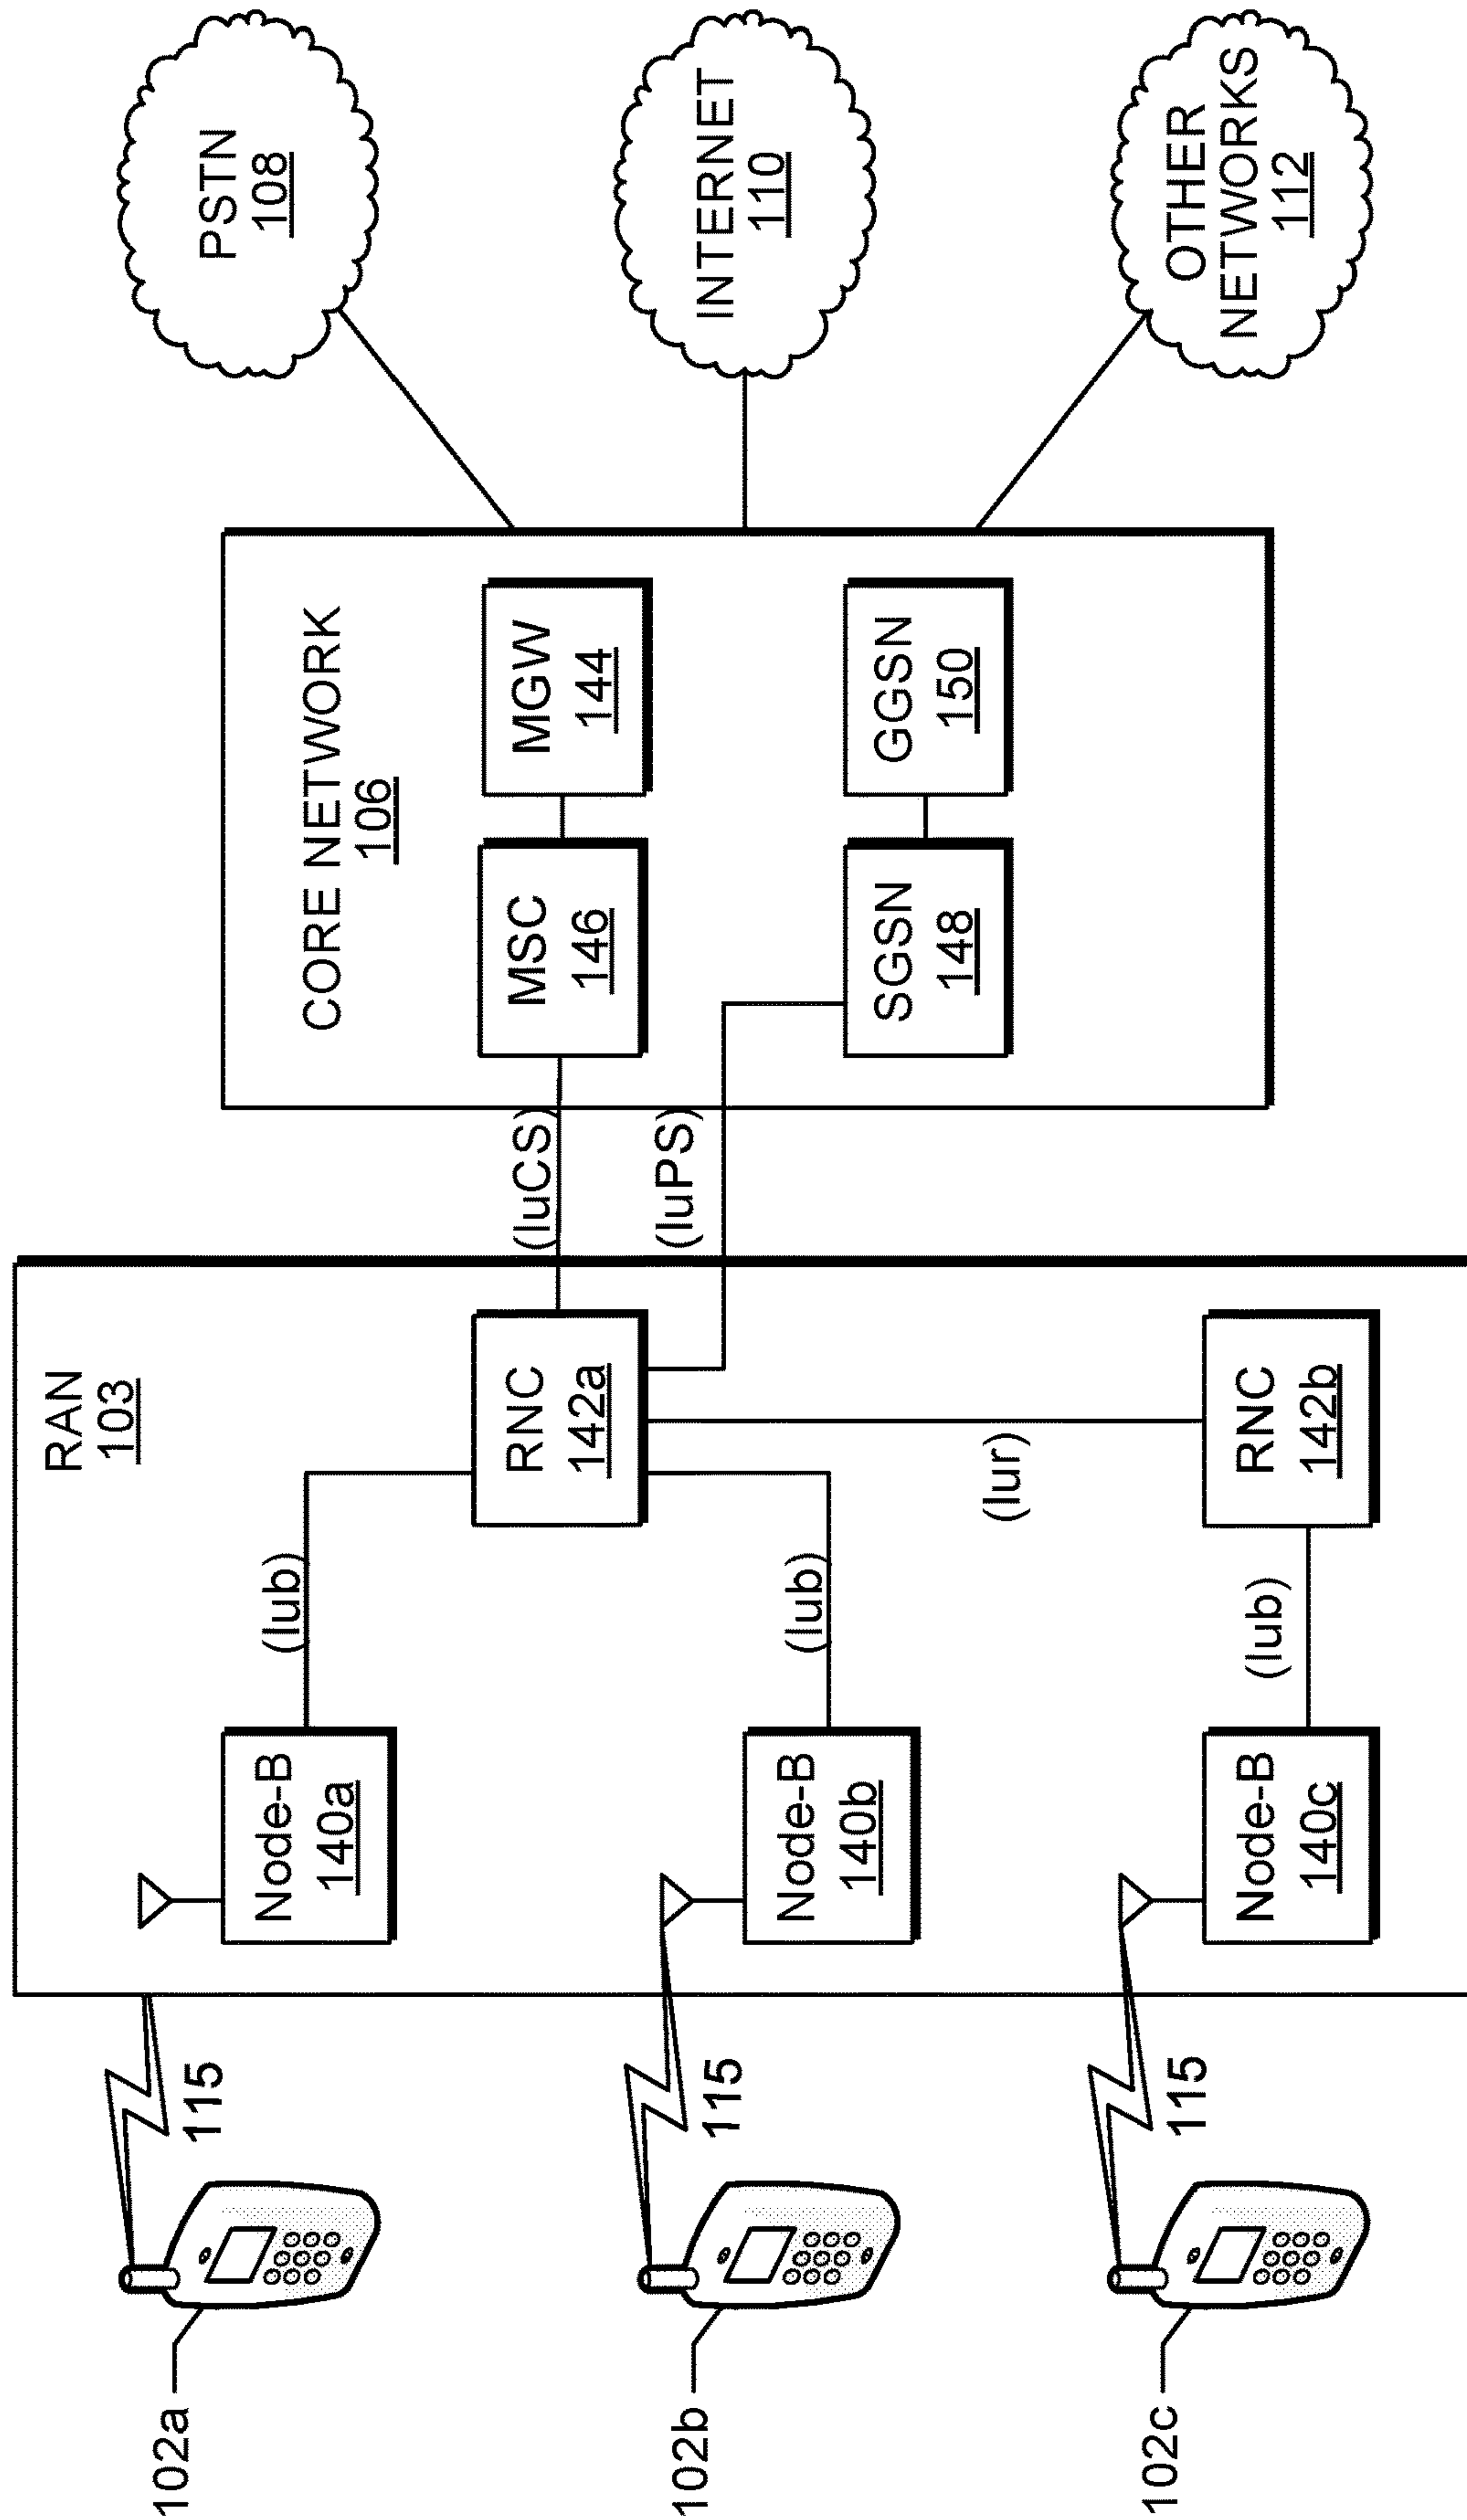 102a
115
102b
115
102c
115
RAN
103
Node-B
140a
(Iub)
Node-B
140b
(Iub)
Node-B
140c
(Iub)
RNC
142a
(Iur)
RNC
142b
(IuCS)
(IuPS)
CORE NETWORK
106
MSC
146
MGW
144
SGSN
148
GGSN
150
PSTN
108
INTERNET
110
OTHER
NETWORKS
112